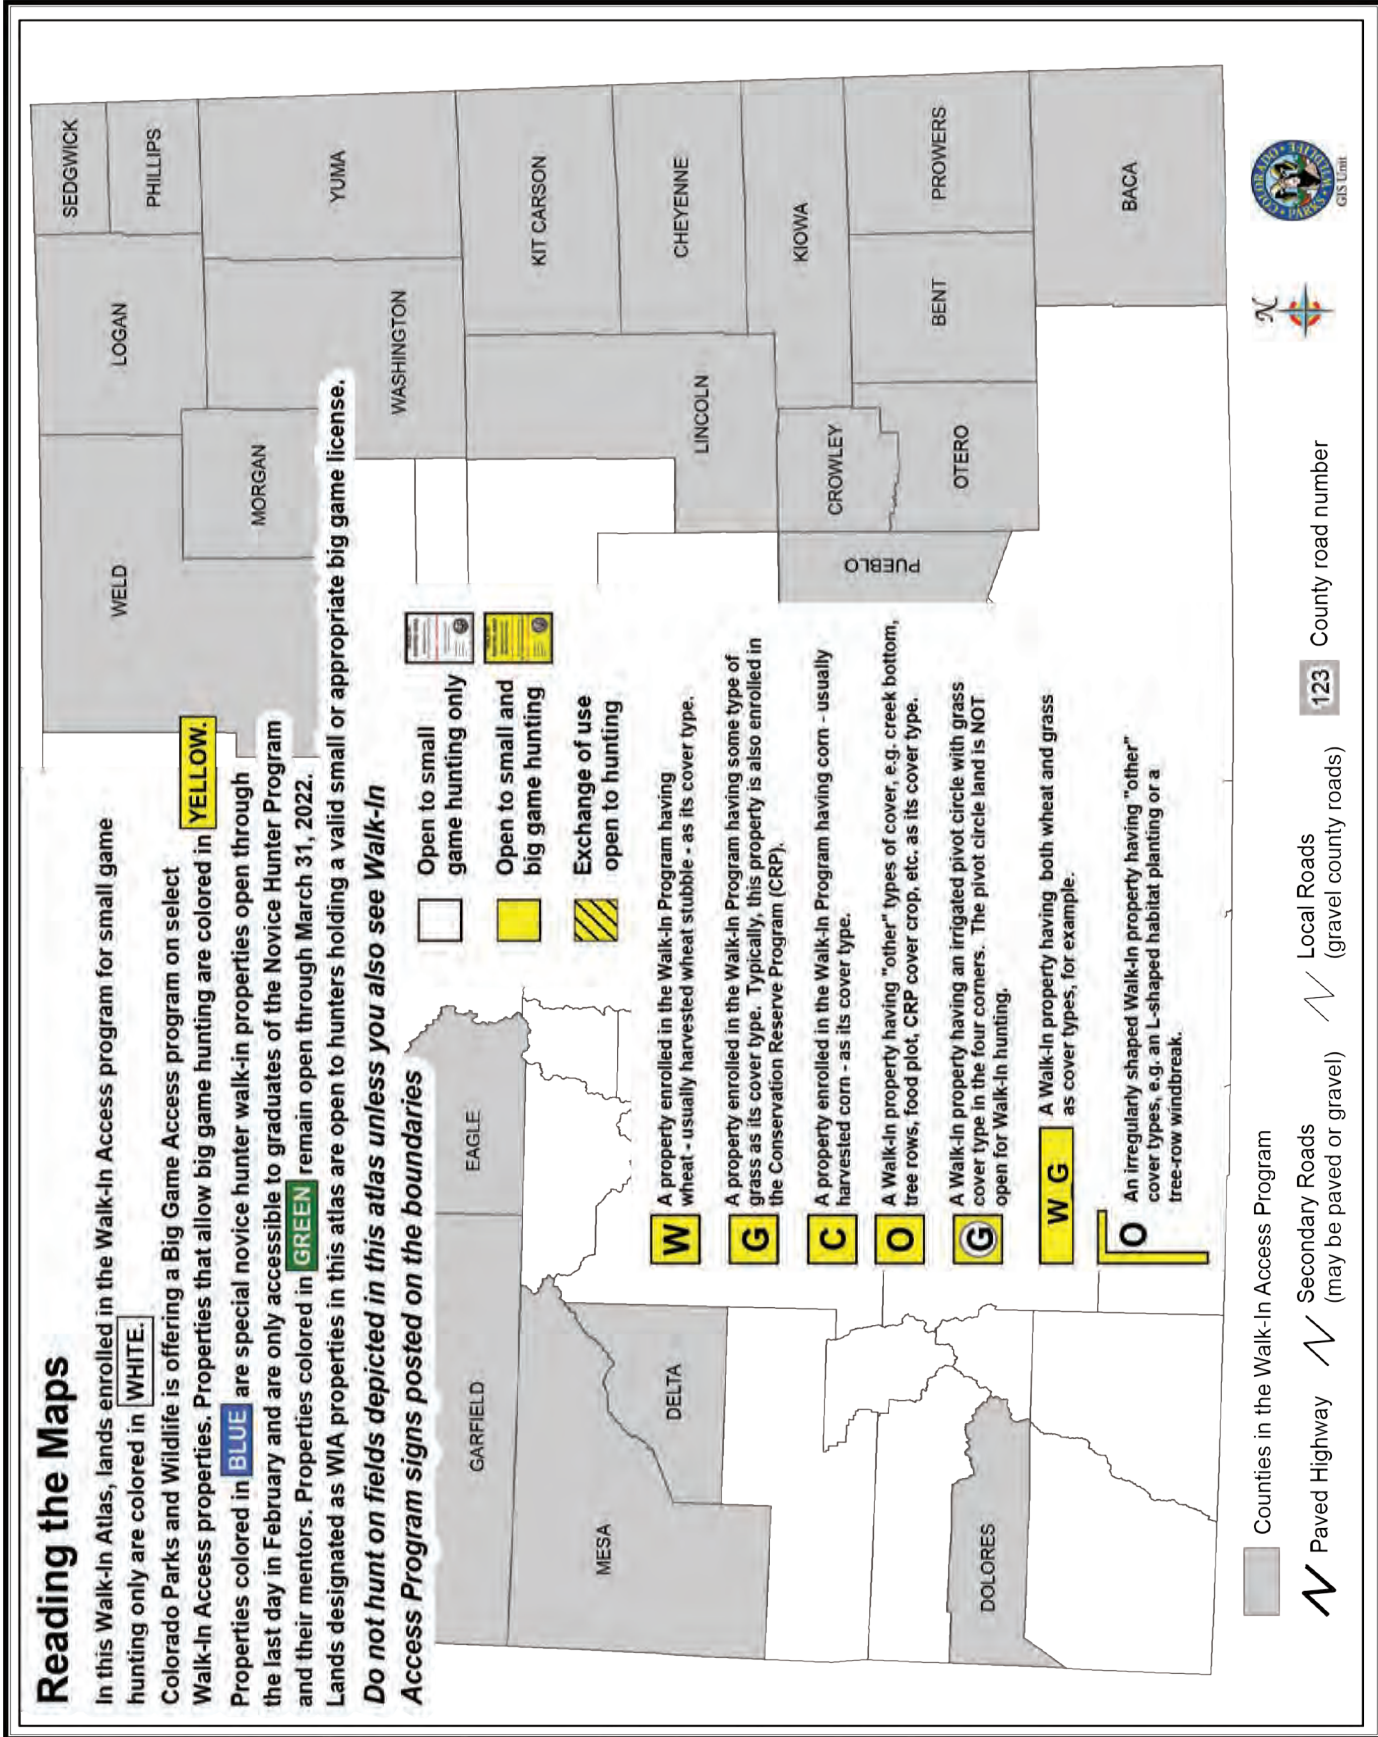 Reading the Maps
In this Walk-In Atlas, lands enrolled in the Walk-In Access program for small game
hunting only are colored in WHITE.
Colorado Parks and Wildlife is offering a Big Game Access program on select
Walk-In Access properties. Properties that allow big game hunting are colored in YELLOW.
Properties colored in BLUE are special novice hunter walk-in properties open through
the last day in February and are only accessible to graduates of the Novice Hunter Program
and their mentors. Properties colored in GREEN remain open through March 31, 2022.
Lands designated as WIA properties in this atlas are open to hunters holding a valid small or appropriate big game license.
Do not hunt on fields depicted in this atlas unless you also see Walk-In
Access Program signs posted on the boundaries
Open to small
game hunting only
Open to small and
big game hunting
Exchange of use
open to hunting
W
A property enrolled in the Walk-In Program having
wheat - usually harvested wheat stubble - as its cover type.
G
A property enrolled in the Walk-In Program having some type of
grass as its cover type. Typically, this property is also enrolled in
the Conservation Reserve Program (CRP).
C
A property enrolled in the Walk-In Program having corn - usually
harvested corn - as its cover type.
O
A Walk-In property having "other" types of cover, e.g. creek bottom,
tree rows, food plot, CRP cover crop, etc. as its cover type.
G
A Walk-In property having an irrigated pivot circle with grass
cover type in the four corners. The pivot circle land is NOT
open for Walk-In hunting.
W G
A Walk-In property having both wheat and grass
as cover types, for example.
O
An irregularly shaped Walk-In property having "other"
cover types, e.g. an L-shaped habitat planting or a
tree-row windbreak.
WELD
LOGAN
SEDGWICK
PHILLIPS
MORGAN
WASHINGTON
YUMA
KIT CARSON
LINCOLN
CHEYENNE
KIOWA
CROWLEY
PUEBLO
OTERO
BENT
PROWERS
BACA
EAGLE
GARFIELD
MESA
DELTA
DOLORES
Counties in the Walk-In Access Program
Paved Highway
Secondary Roads
(may be paved or gravel)
Local Roads
(gravel county roads)
123
County road number
N
COLORADO
PARKS • WILDLIFE
GIS Unit